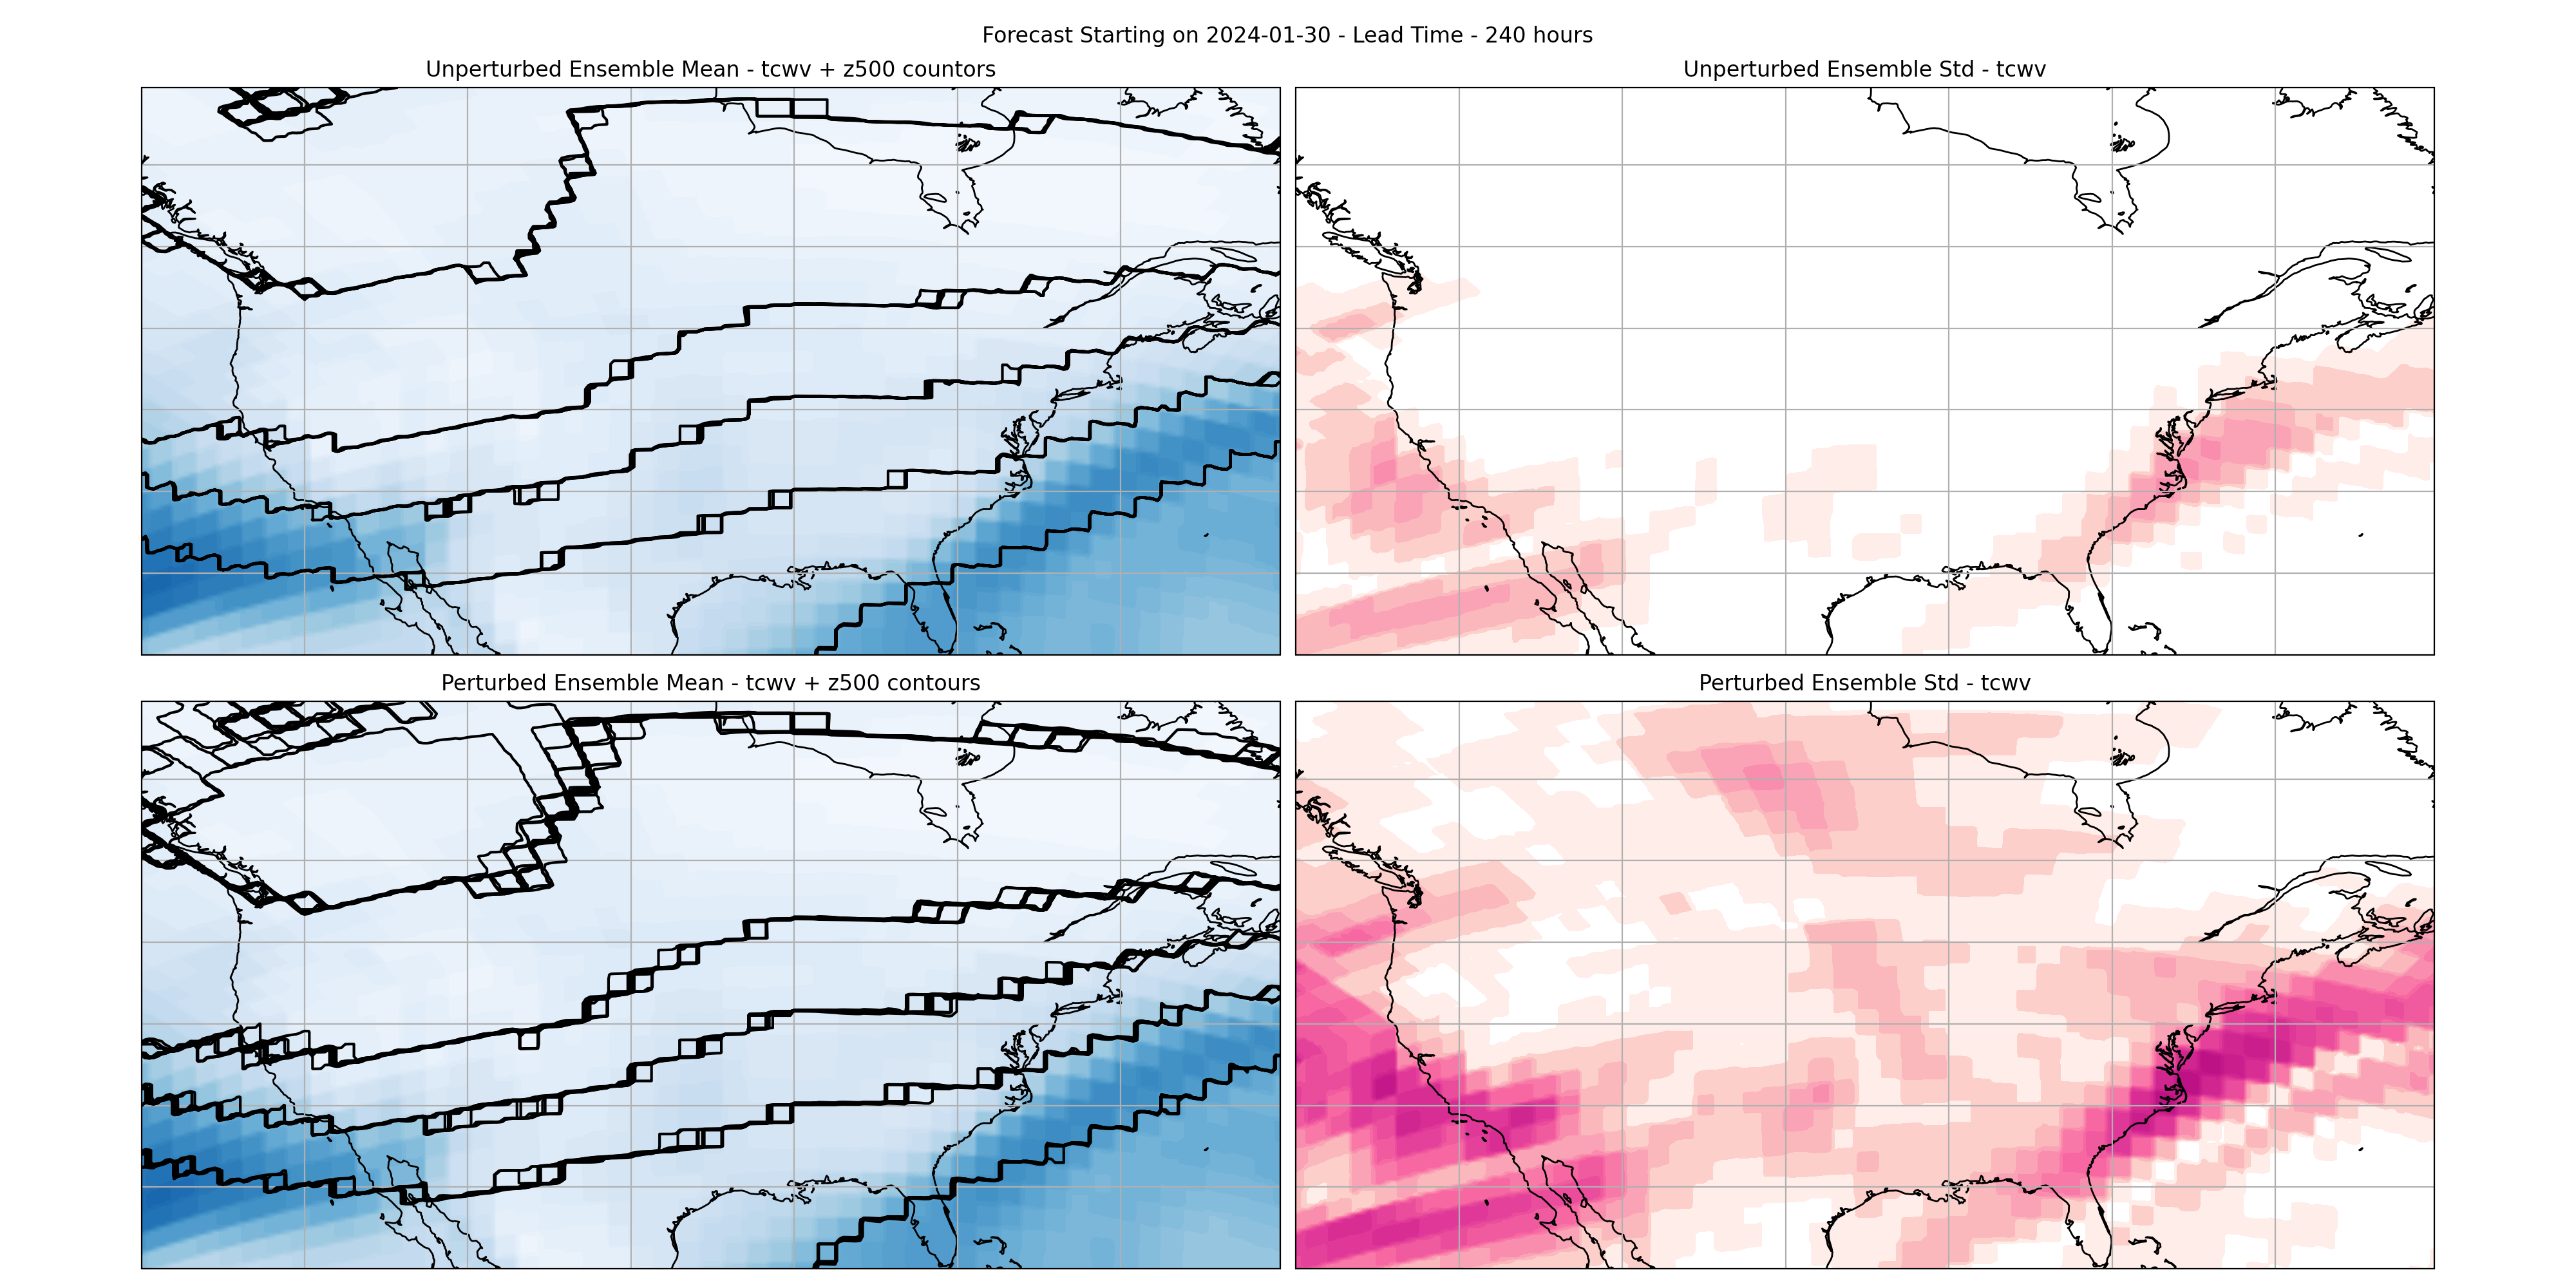 Forecast Starting on 2024-01-30 - Lead Time - 240 hours
Unperturbed Ensemble Mean - tcwv + z500 countors
Unperturbed Ensemble Std - tcwv
Perturbed Ensemble Mean - tcwv + z500 contours
Perturbed Ensemble Std - tcwv